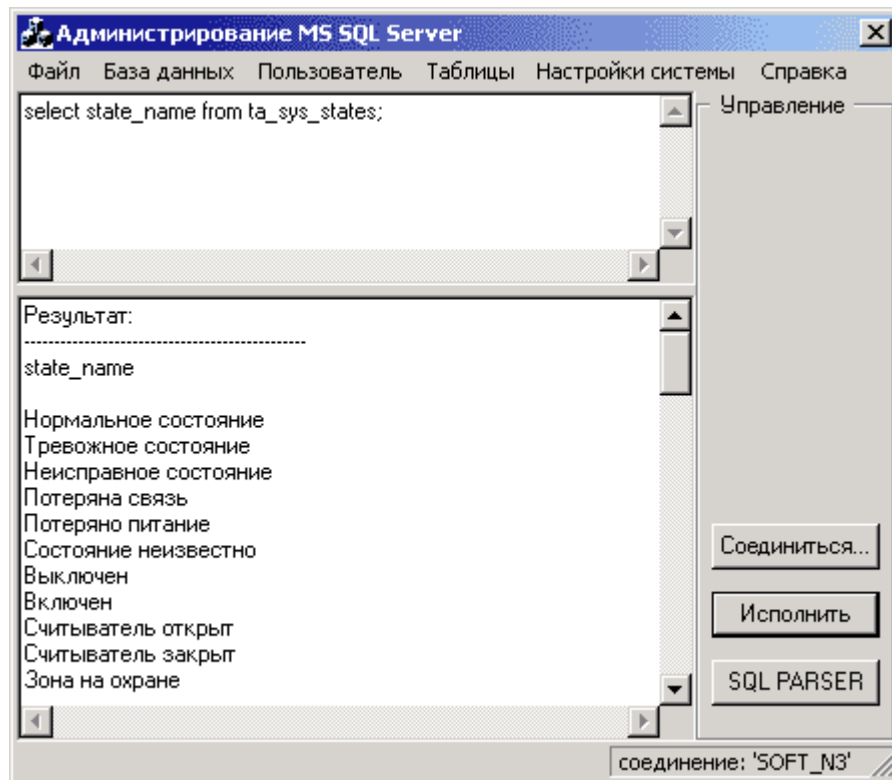 Администрирование MS SQL Server
Файл База данных Пользователь Таблицы Настройки системы Справка
select state_name from ta_sys_states;
Управление
Результат:
----------------------------------------------
state_name
Нормальное состояние
Тревожное состояние
Неисправное состояние
Потеряна связь
Потеряно питание
Состояние неизвестно
Выключен
Включен
Считыватель открыт
Считыватель закрыт
Зона на охране
Соединиться...
Исполнить
SQL PARSER
соединение: 'SOFT_N3'